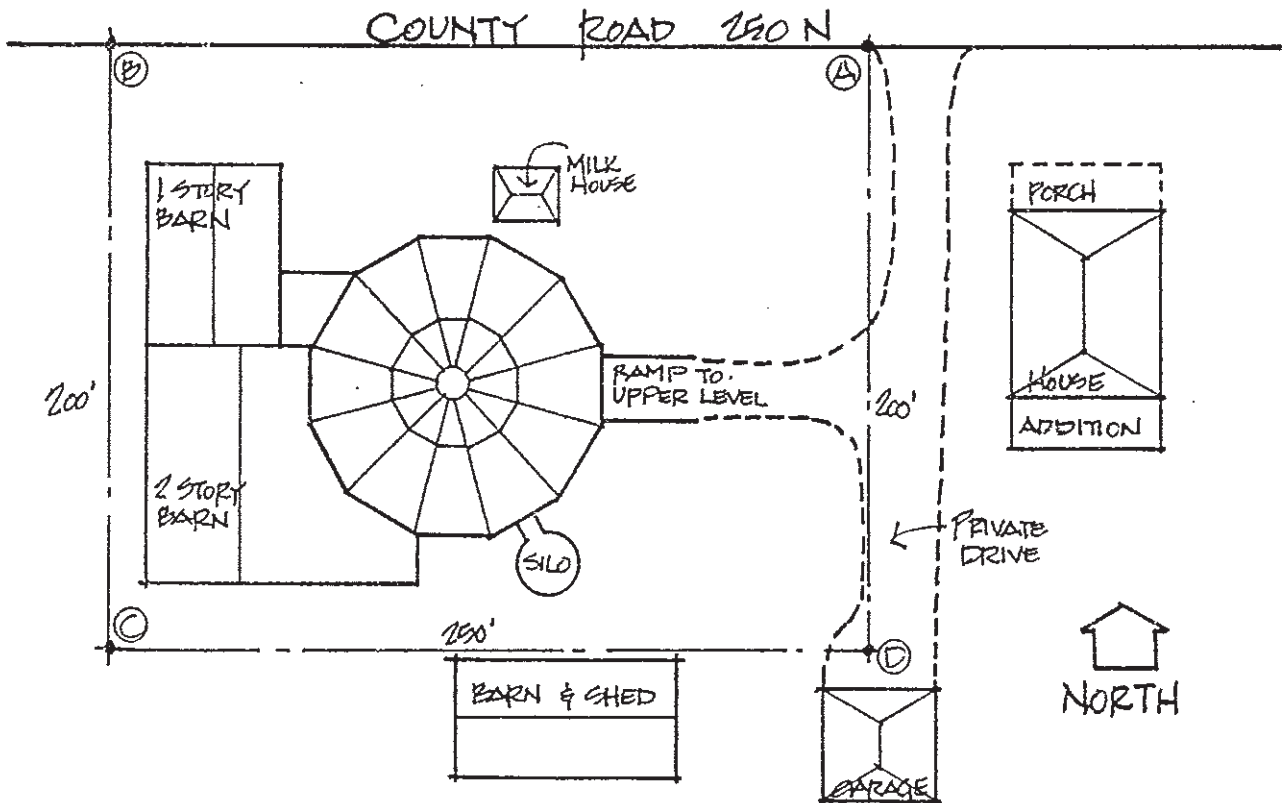 COUNTY ROAD 250 N
B
A
MILK
HOUSE
1 STORY
BARN
PORCH
RAMP TO
UPPER LEVEL
HOUSE
200'
200'
ADDITION
2 STORY
BARN
PRIVATE
DRIVE
SILO
C
250'
D
BARN & SHED
NORTH
GARAGE